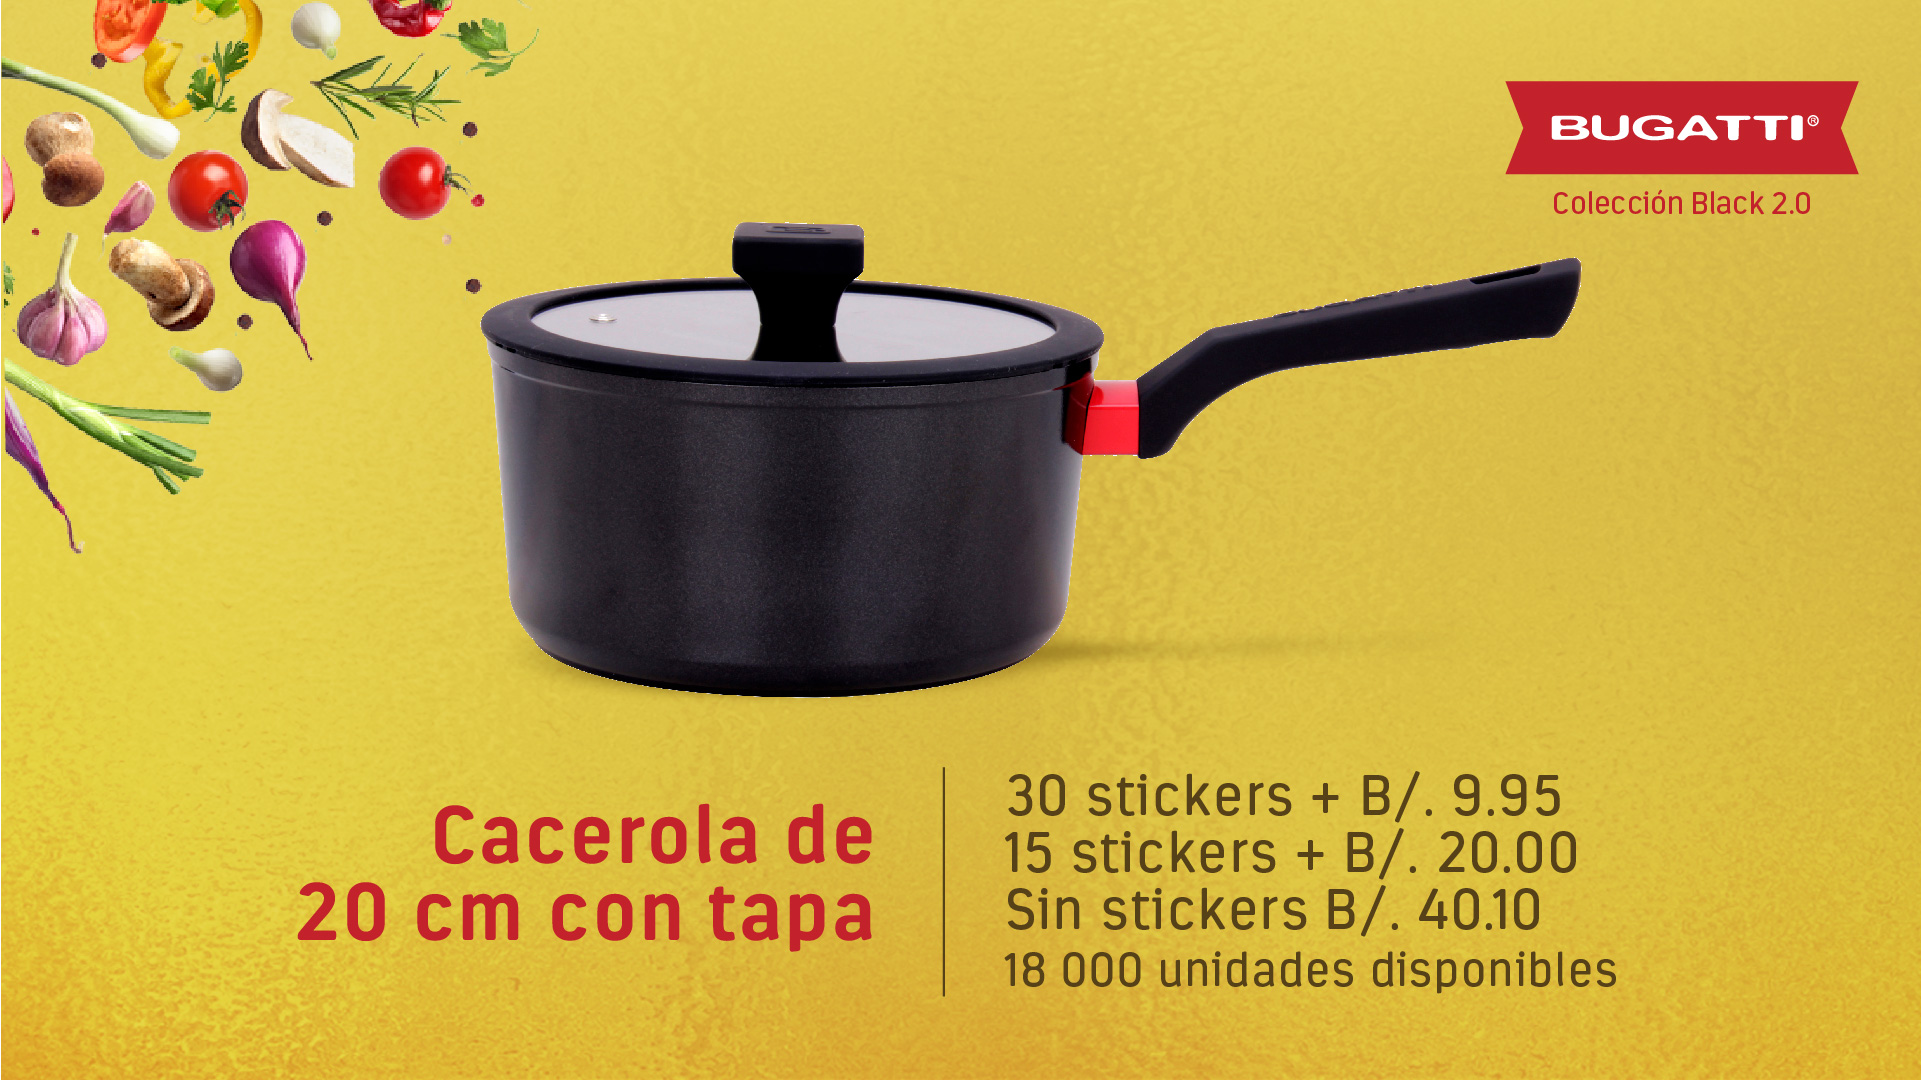 BUGATTI®
Colección Black 2.0
Cacerola de
20 cm con tapa
30 stickers + B/. 9.95
15 stickers + B/. 20.00
Sin stickers B/. 40.10
18 000 unidades disponibles